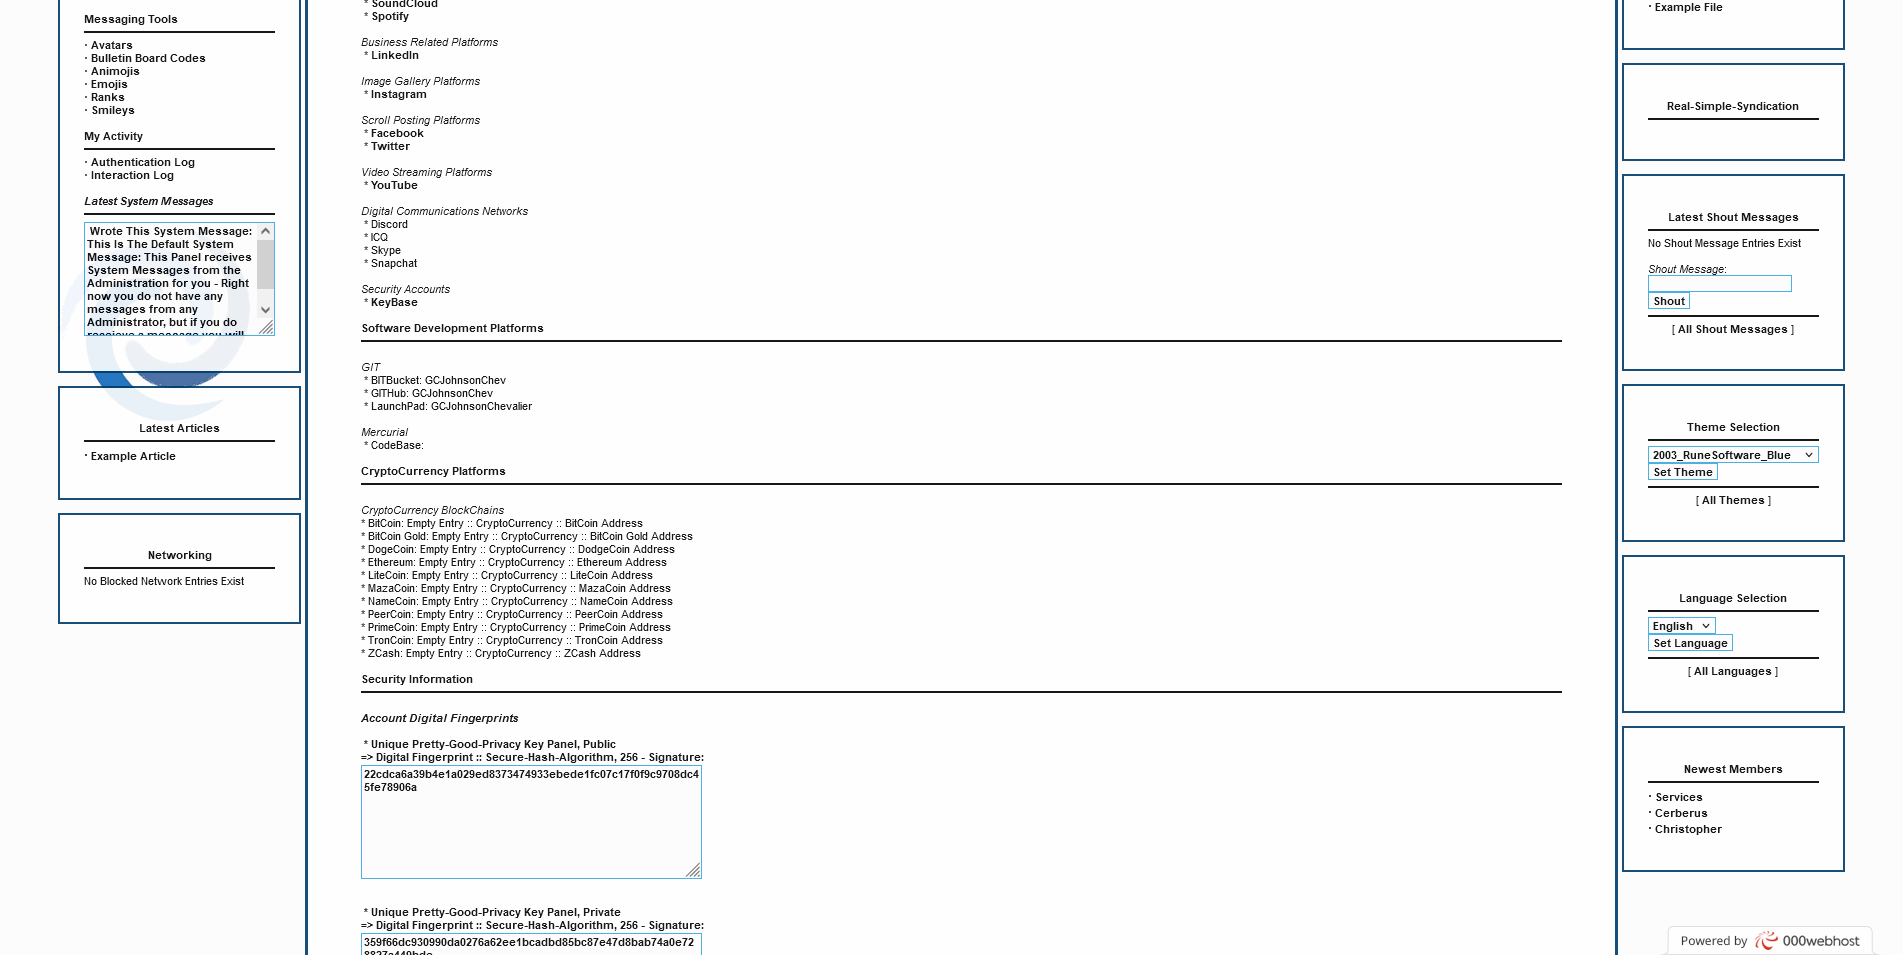 Messaging Tools
· Avatars
· Bulletin Board Codes
· Animojis
· Emojis
· Ranks
· Smileys
My Activity
· Authentication Log
· Interaction Log
Latest System Messages
Wrote This System Message:
This Is The Default System
Message: This Panel receives
System Messages from the
Administration for you - Right
now you do not have any
messages from any
Administrator, but if you do
Latest Articles
· Example Article
Networking
No Blocked Network Entries Exist
* SoundCloud
* Spotify
Business Related Platforms
* LinkedIn
Image Gallery Platforms
* Instagram
Scroll Posting Platforms
* Facebook
* Twitter
Video Streaming Platforms
* YouTube
Digital Communications Networks
* Discord
* ICQ
* Skype
* Snapchat
Security Accounts
* KeyBase
Software Development Platforms
GIT
* BITBucket: GCJohnsonChev
* GITHub: GCJohnsonChev
* LaunchPad: GCJohnsonChevalier
Mercurial
* CodeBase:
CryptoCurrency Platforms
CryptoCurrency BlockChains
* BitCoin: Empty Entry :: CryptoCurrency :: BitCoin Address
* BitCoin Gold: Empty Entry :: CryptoCurrency :: BitCoin Gold Address
* DogeCoin: Empty Entry :: CryptoCurrency :: DodgeCoin Address
* Ethereum: Empty Entry :: CryptoCurrency :: Ethereum Address
* LiteCoin: Empty Entry :: CryptoCurrency :: LiteCoin Address
* MazaCoin: Empty Entry :: CryptoCurrency :: MazaCoin Address
* NameCoin: Empty Entry :: CryptoCurrency :: NameCoin Address
* PeerCoin: Empty Entry :: CryptoCurrency :: PeerCoin Address
* PrimeCoin: Empty Entry :: CryptoCurrency :: PrimeCoin Address
* TronCoin: Empty Entry :: CryptoCurrency :: TronCoin Address
* ZCash: Empty Entry :: CryptoCurrency :: ZCash Address
Security Information
Account Digital Fingerprints
* Unique Pretty-Good-Privacy Key Panel, Public
=> Digital Fingerprint :: Secure-Hash-Algorithm, 256 - Signature:
22cdca6a39b4e1a029ed8373474933ebede1fc07c17f0f9c9708dc4
5fe78906a
* Unique Pretty-Good-Privacy Key Panel, Private
=> Digital Fingerprint :: Secure-Hash-Algorithm, 256 - Signature:
359f66dc930990da0276a62ee1bcadbd85bc87e47d8bab74a0e72
· Example File
Real-Simple-Syndication
Latest Shout Messages
No Shout Message Entries Exist
Shout Message:
Shout
[ All Shout Messages ]
Theme Selection
2003_RuneSoftware_Blue
Set Theme
[ All Themes ]
Language Selection
English
Set Language
[ All Languages ]
Newest Members
· Services
· Cerberus
· Christopher
Powered by 000webhost